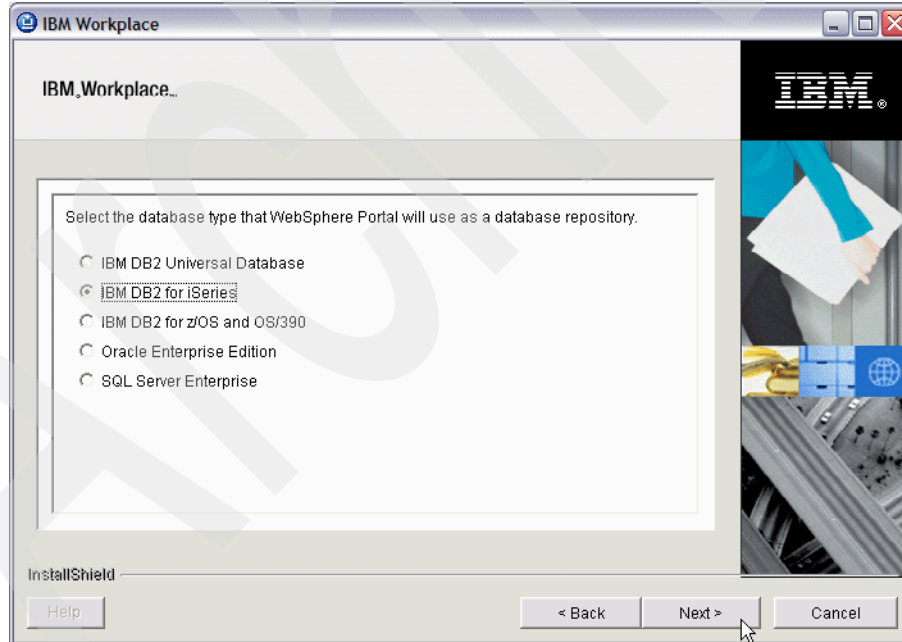 IBM Workplace
IBM Workplace
IBM
Select the database type that WebSphere Portal will use as a database repository.
IBM DB2 Universal Database
IBM DB2 for iSeries
IBM DB2 for z/OS and OS/390
Oracle Enterprise Edition
SQL Server Enterprise
InstallShield
Help
< Back
Next >
Cancel